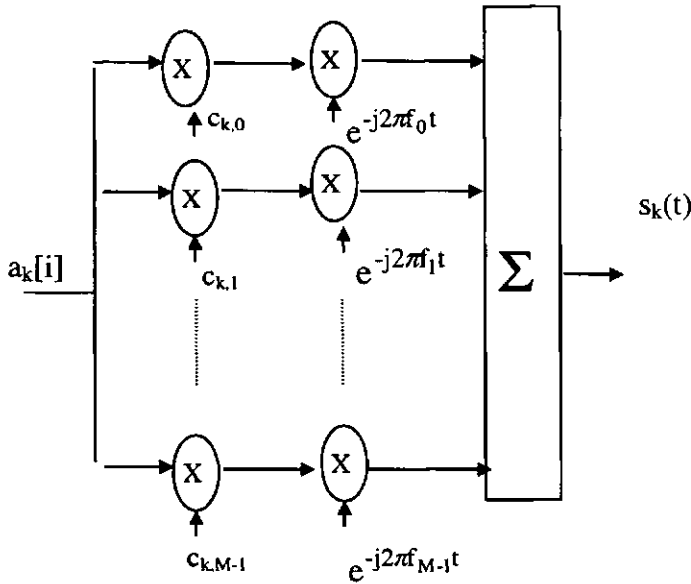 X X
c_{k,0} e^{-j2πf_0t}
X X
s_k(t)
a_k[i] Σ
c_{k,1} e^{-j2πf_1t}
X X
c_{k,M-1} e^{-j2πf_{M-1}t}